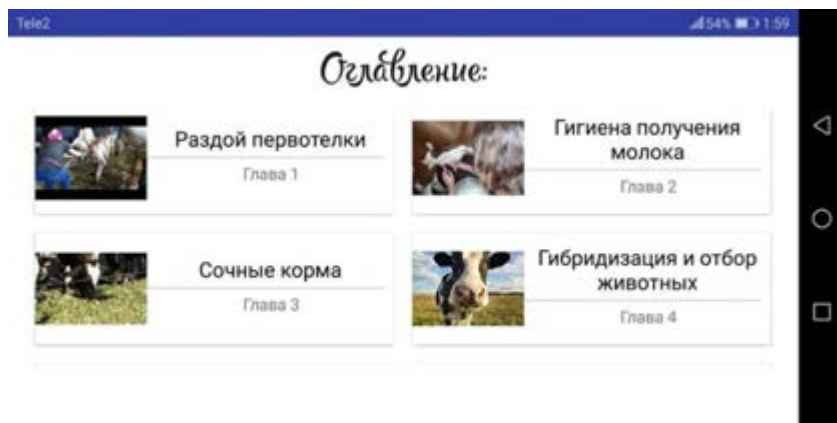 Tele2
54% 1:59
Оглавление:
Раздой первотелки
Глава 1
Гигиена получения
молока
Глава 2
Сочные корма
Глава 3
Гибридизация и отбор
животных
Глава 4